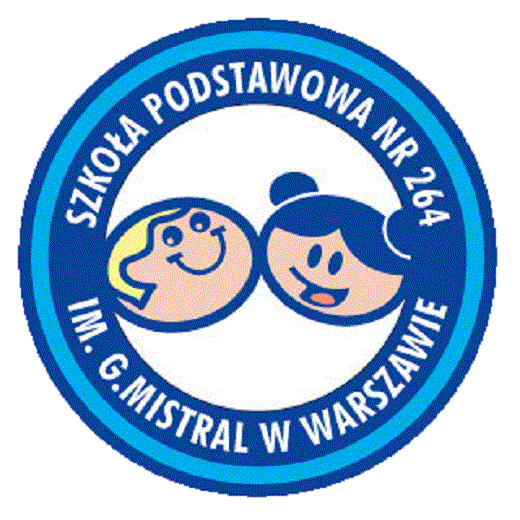 SZKOŁA PODSTAWOWA NR 264
IM. G.MISTRAL W WARSZAWIE